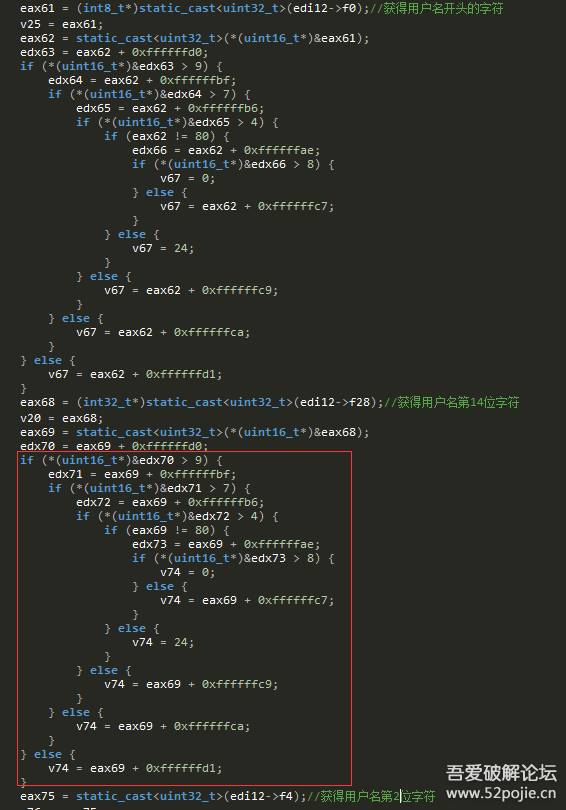 eax61 = (int8_t*)static_cast<uint32_t>(edi12->f0);//获得用户名开头的字符
v25 = eax61;
eax62 = static_cast<uint32_t>(*(uint16_t*)&eax61);
edx63 = eax62 + 0xffffffd0;
if (*(uint16_t*)&edx63 > 9) {
    edx64 = eax62 + 0xffffffbf;
    if (*(uint16_t*)&edx64 > 7) {
        edx65 = eax62 + 0xffffffb6;
        if (*(uint16_t*)&edx65 > 4) {
            if (eax62 != 80) {
                edx66 = eax62 + 0xffffffae;
                if (*(uint16_t*)&edx66 > 8) {
                    v67 = 0;
                } else {
                    v67 = eax62 + 0xffffffc7;
                }
            } else {
                v67 = 24;
            }
        } else {
            v67 = eax62 + 0xffffffc9;
        }
    } else {
        v67 = eax62 + 0xffffffca;
    }
} else {
    v67 = eax62 + 0xffffffd1;
}
eax68 = (int32_t*)static_cast<uint32_t>(edi12->f28);//获得用户名第14位字符
v20 = eax68;
eax69 = static_cast<uint32_t>(*(uint16_t*)&eax68);
edx70 = eax69 + 0xffffffd0;
if (*(uint16_t*)&edx70 > 9) {
    edx71 = eax69 + 0xffffffbf;
    if (*(uint16_t*)&edx71 > 7) {
        edx72 = eax69 + 0xffffffb6;
        if (*(uint16_t*)&edx72 > 4) {
            if (eax69 != 80) {
                edx73 = eax69 + 0xffffffae;
                if (*(uint16_t*)&edx73 > 8) {
                    v74 = 0;
                } else {
                    v74 = eax69 + 0xffffffc7;
                }
            } else {
                v74 = 24;
            }
        } else {
            v74 = eax69 + 0xffffffc9;
        }
    } else {
        v74 = eax69 + 0xffffffca;
    }
} else {
    v74 = eax69 + 0xffffffd1;
}
eax75 = static_cast<uint32_t>(edi12->f4);//获得用户名第2位字符
吾爱破解论坛
www.52pojie.cn